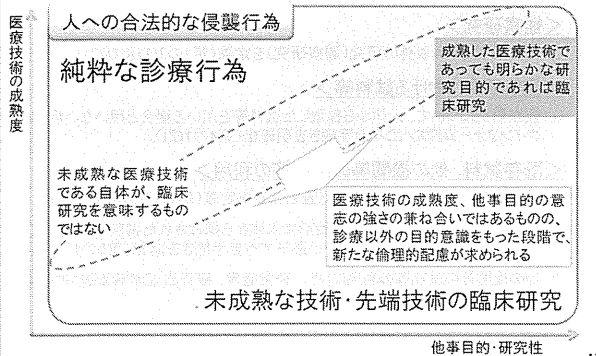 医療技術の成熟度
人への合法的な侵襲行為
純粋な診療行為
成熟した医療技術で
あっても明らかな研
究目的であれば臨
床研究
未成熟な医療技術
である自体が、臨床
研究を意味するもの
ではない
医療技術の成熟度、他事目的の意
志の強さの兼ね合いではあるものの、
診療以外の目的意識をもった段階で、
新たな倫理的配慮が求められる
未成熟な技術・先端技術の臨床研究
他事目的・研究性